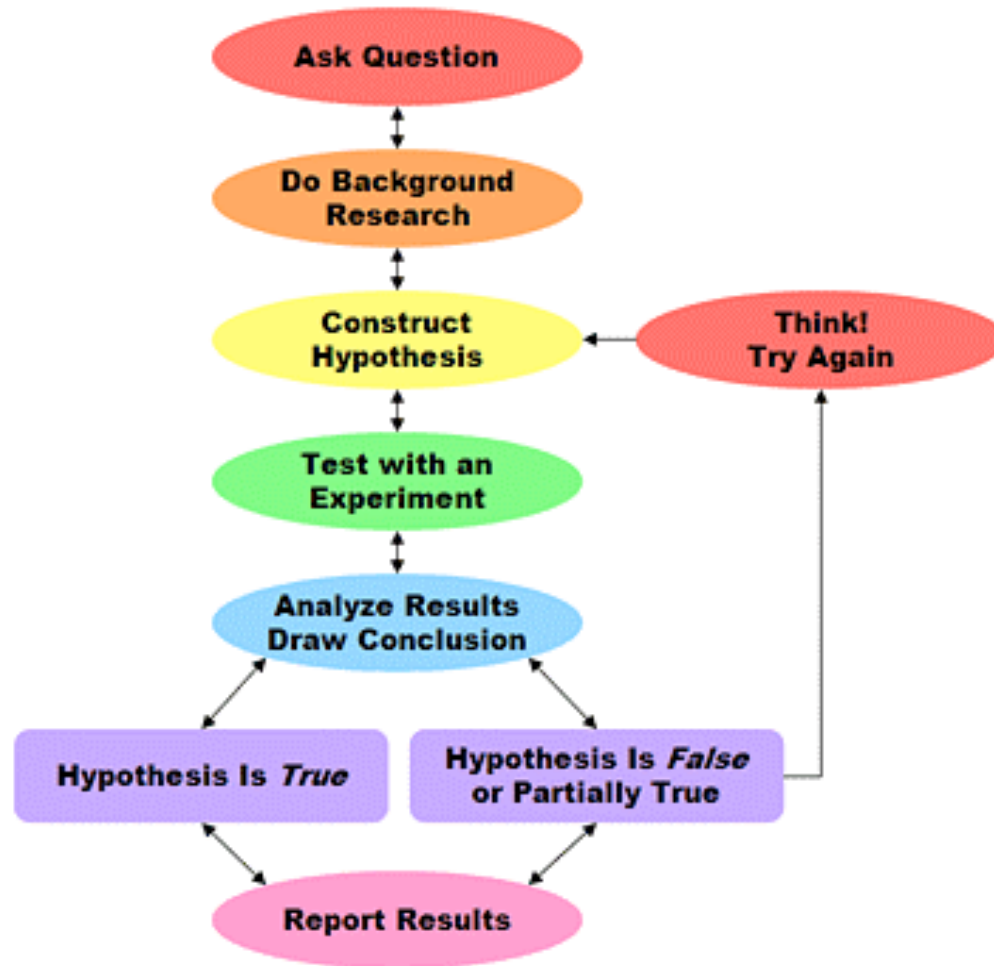 Ask Question
Do Background
Research
Construct
Hypothesis
Think!
Try Again
Test with an
Experiment
Analyze Results
Draw Conclusion
Hypothesis Is True
Hypothesis Is False
or Partially True
Report Results